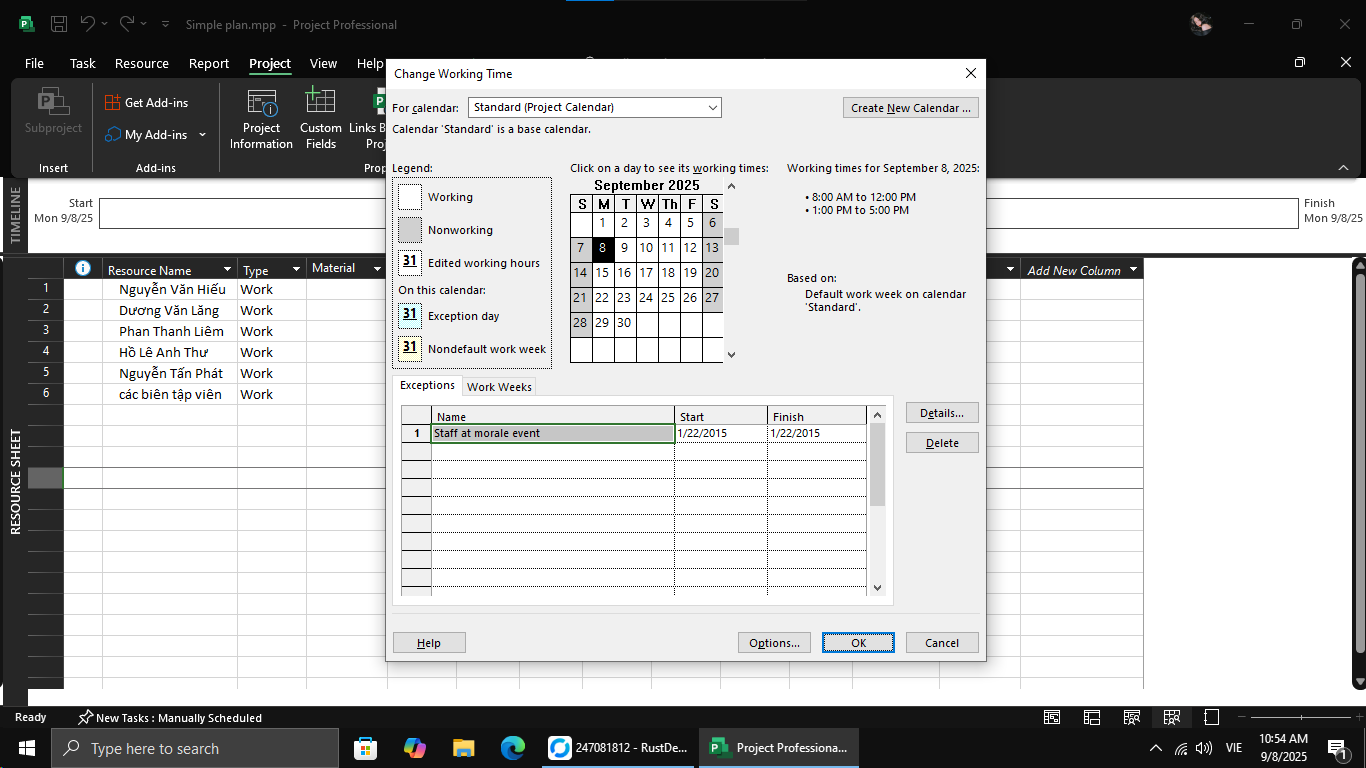 Simple plan.mpp - Project Professional
File Task Resource Report Project View Help
Subproject
Get Add-ins
My Add-ins
Project Information
Custom Fields
Insert
Add-ins
Change Working Time
For calendar: Standard (Project Calendar)
Create New Calendar ...
Calendar 'Standard' is a base calendar.
Legend:
Working
Nonworking
31 Edited working hours
On this calendar:
31 Exception day
31 Nondefault work week
Click on a day to see its working times:
September 2025
S M T W Th F S
1 2 3 4 5 6
7 8 9 10 11 12 13
14 15 16 17 18 19 20
21 22 23 24 25 26 27
28 29 30
Working times for September 8, 2025:
• 8:00 AM to 12:00 PM
• 1:00 PM to 5:00 PM
Based on:
Default work week on calendar
'Standard'.
Exceptions Work Weeks
Name Start Finish
1 Staff at morale event 1/22/2015 1/22/2015
Details...
Delete
Help
Options...
OK
Cancel
TIMELINE
Start
Mon 9/8/25
Finish
Mon 9/8/25
RESOURCE SHEET
Resource Name Type Material Add New Column
1 Nguyễn Văn Hiếu Work
2 Dương Văn Lăng Work
3 Phan Thanh Liêm Work
4 Hồ Lê Anh Thư Work
5 Nguyễn Tấn Phát Work
6 các biên tập viên Work
Ready
New Tasks : Manually Scheduled
Type here to search
247081812 - RustDe...
Project Professiona...
VIE
10:54 AM
9/8/2025
1